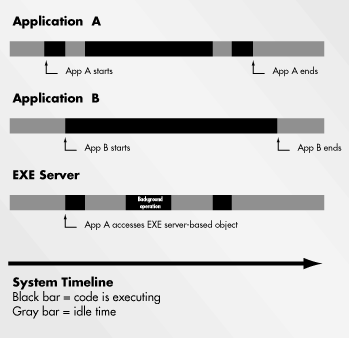 Application A
App A starts
App A ends
Application B
App B starts
App B ends
EXE Server
Background
operation
App A accesses EXE server-based object
System Timeline
Black bar = code is executing
Gray bar = idle time